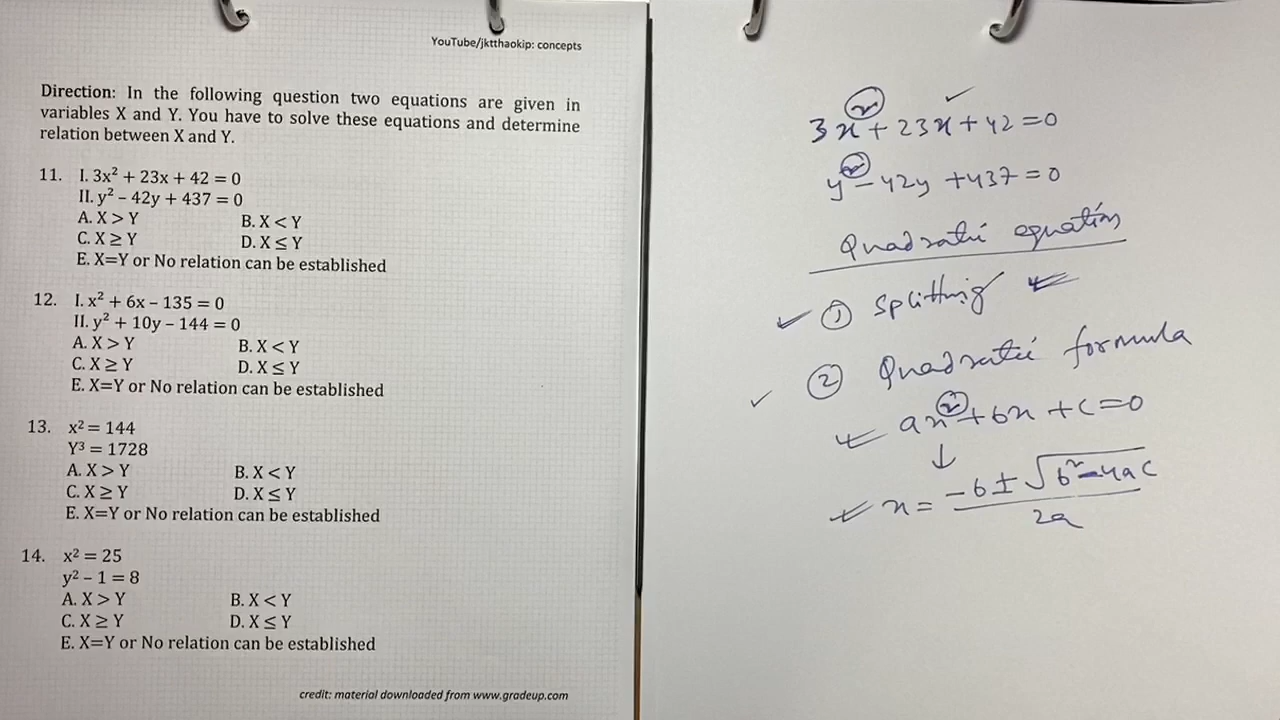 YouTube/jktthaokip: concepts
Direction: In the following question two equations are given in
variables X and Y. You have to solve these equations and determine
relation between X and Y.
11. I. 3x² + 23x + 42 = 0
II. y² – 42y + 437 = 0
A. X > Y B. X < Y
C. X ≥ Y D. X ≤ Y
E. X=Y or No relation can be established
12. I. x² + 6x – 135 = 0
II. y² + 10y – 144 = 0
A. X > Y B. X < Y
C. X ≥ Y D. X ≤ Y
E. X=Y or No relation can be established
13. x² = 144
Y³ = 1728
A. X > Y B. X < Y
C. X ≥ Y D. X ≤ Y
E. X=Y or No relation can be established
14. x² = 25
y² – 1 = 8
A. X > Y B. X < Y
C. X ≥ Y D. X ≤ Y
E. X=Y or No relation can be established
credit: material downloaded from www.gradeup.com
3x² + 23x + 42 = 0
y² – 42y + 437 = 0
Quadratic equations
① Splitting
② Quadratic formula
ax² + bx + c = 0
↓
x = –b ± √b² – 4ac / 2a